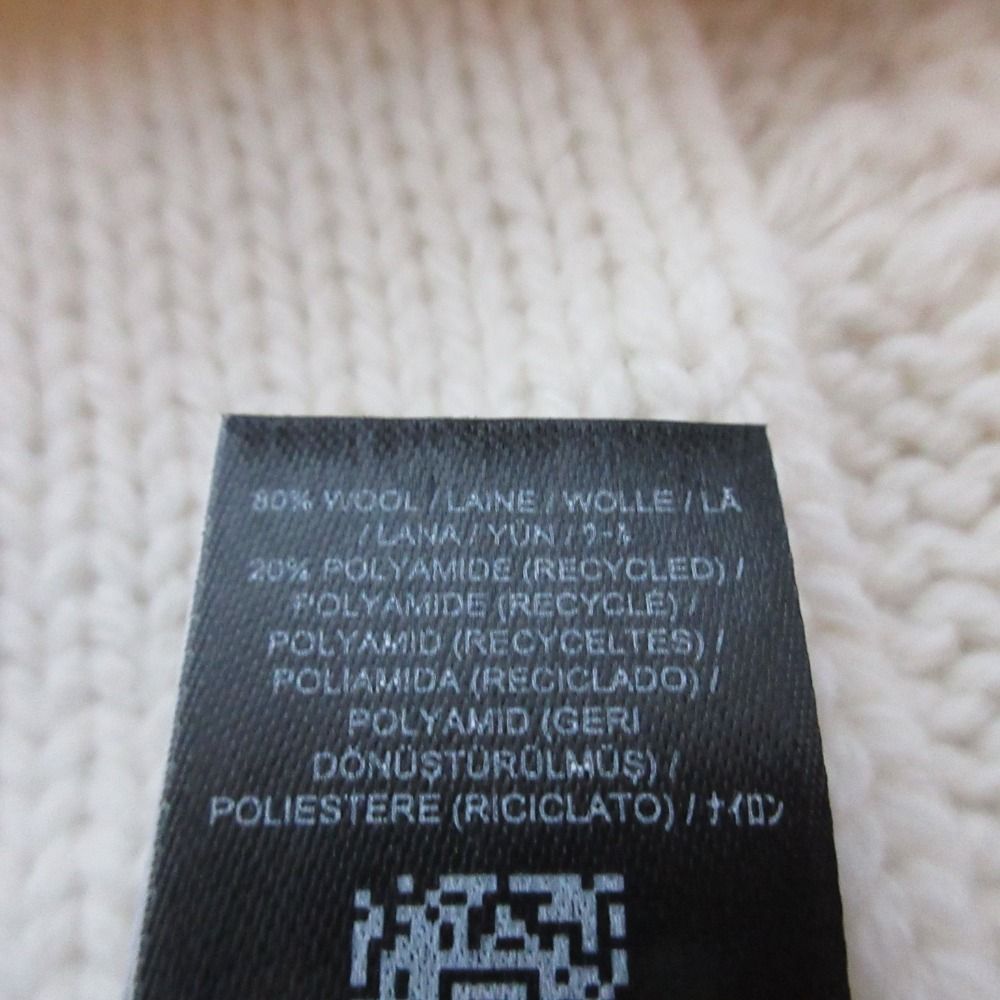 80% WOOL / LAINE / WOLLE / LÃ
/ LANA / YÜN / ウール
20% POLYAMIDE (RECYCLED) /
POLYAMIDE (RECYCLÉ) /
POLYAMID (RECYCELTES) /
POLIAMIDA (RECICLADO) /
POLYAMID (GERI
DÖNÜŞTÜRÜLMÜŞ) /
POLIESTERE (RICICLATO) / ナイロン